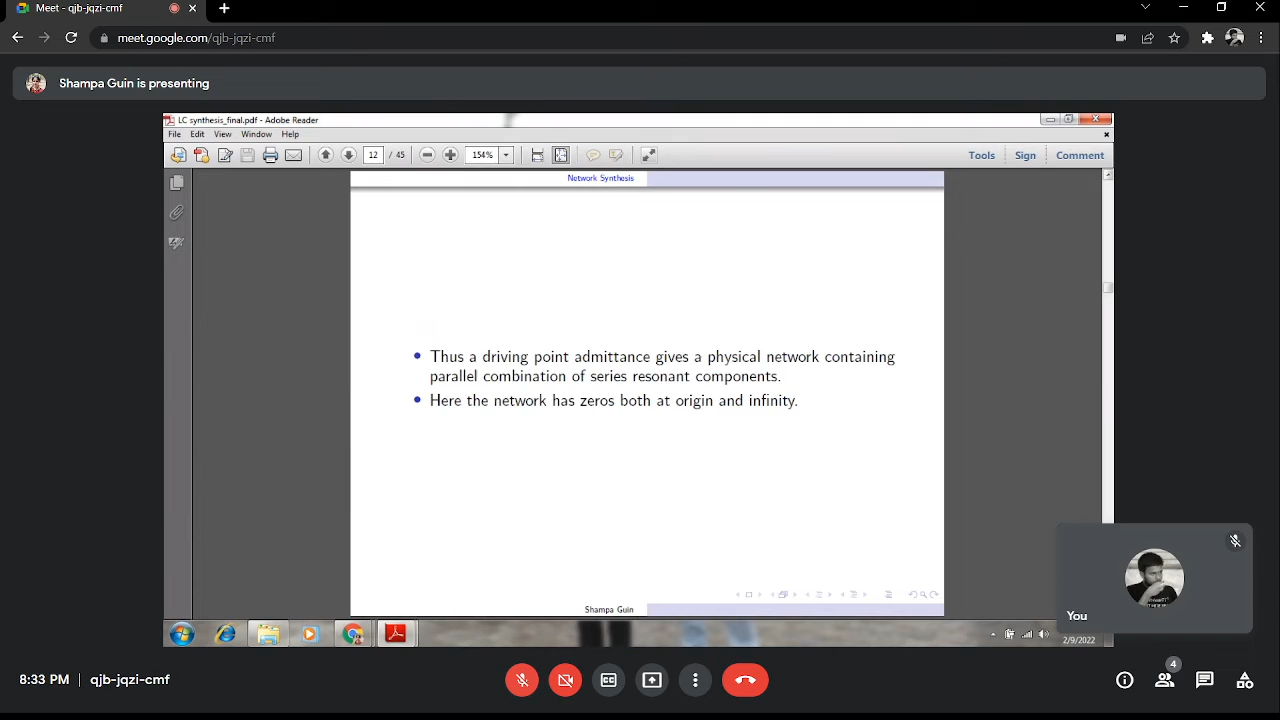 Meet - qjb-jqzi-cmf
meet.google.com/qjb-jqzi-cmf
Shampa Guin is presenting
LC synthesis_final.pdf - Adobe Reader
File Edit View Window Help
12 / 45 154% Tools Sign Comment
Network Synthesis
Thus a driving point admittance gives a physical network containing
parallel combination of series resonant components.
Here the network has zeros both at origin and infinity.
Shampa Guin
You
2/9/2022
8:33 PM qjb-jqzi-cmf
4